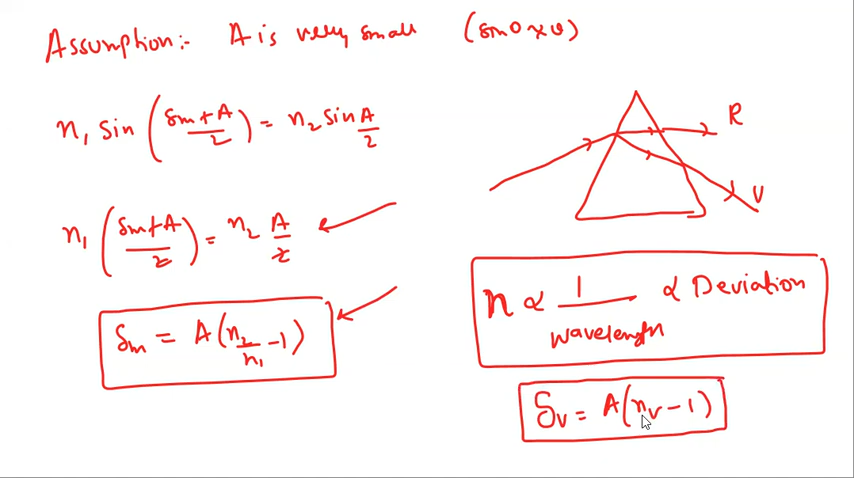 Assumption:- A is very small (sinθ ≈ θ)
n₁ sin (δm+A/2) = n₂ sin A/2
n₁ (δm+A/2) = n₂ A/2
δm = A(n₂/n₁ -1)
R
V
n ∝ 1/wavelength ∝ Deviation
δv = A(nv -1)